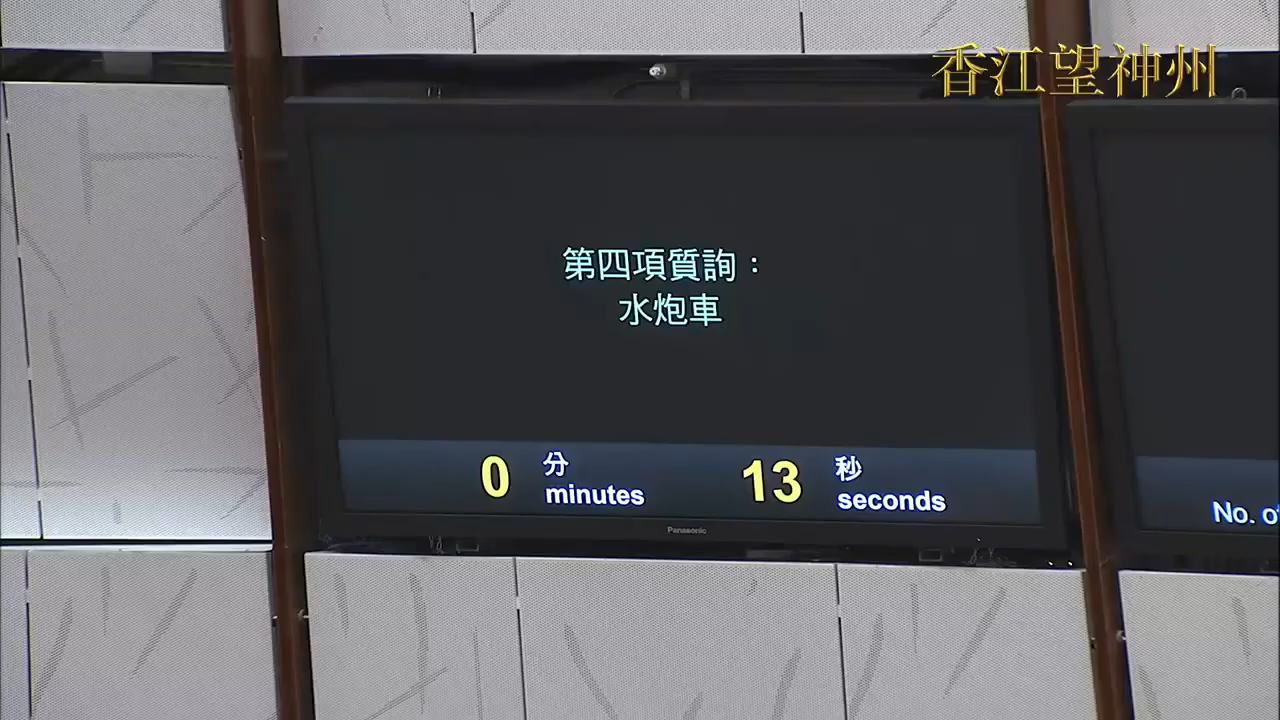 香江望神州
第四項質詢：
水炮車
0 分 minutes 13 秒 seconds
Panasonic
No. of